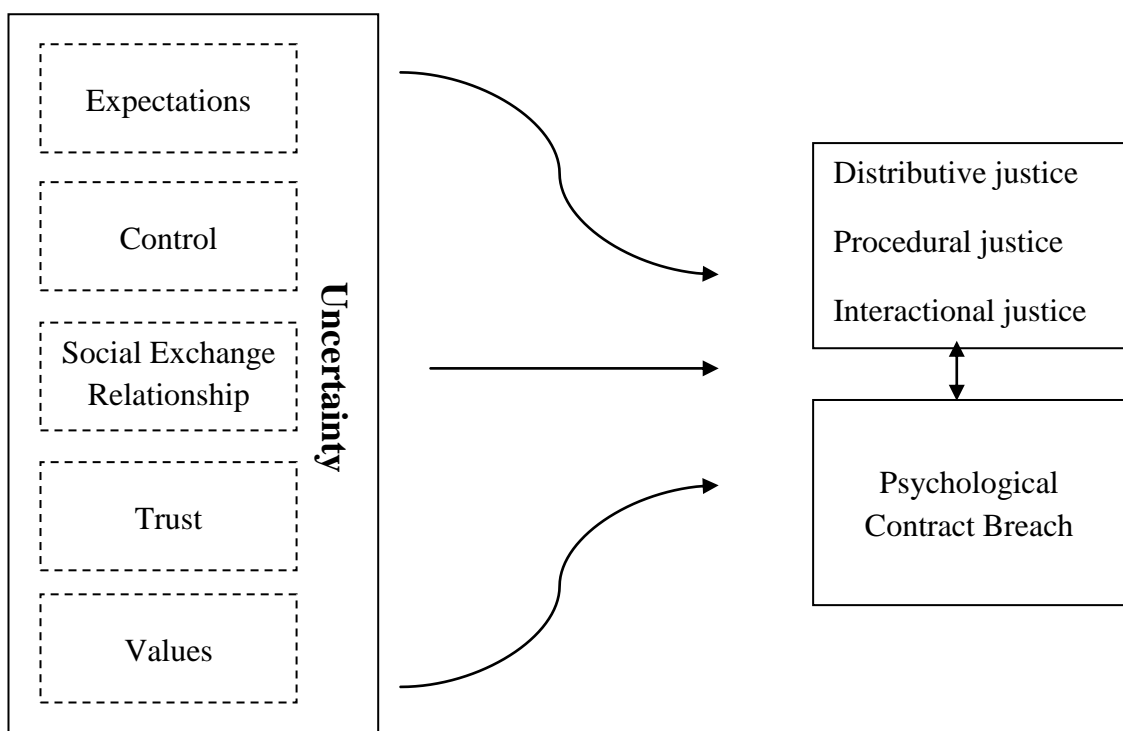 Expectations
Control
Social Exchange
Relationship
Trust
Values
Uncertainty
Distributive justice
Procedural justice
Interactional justice
Psychological
Contract Breach